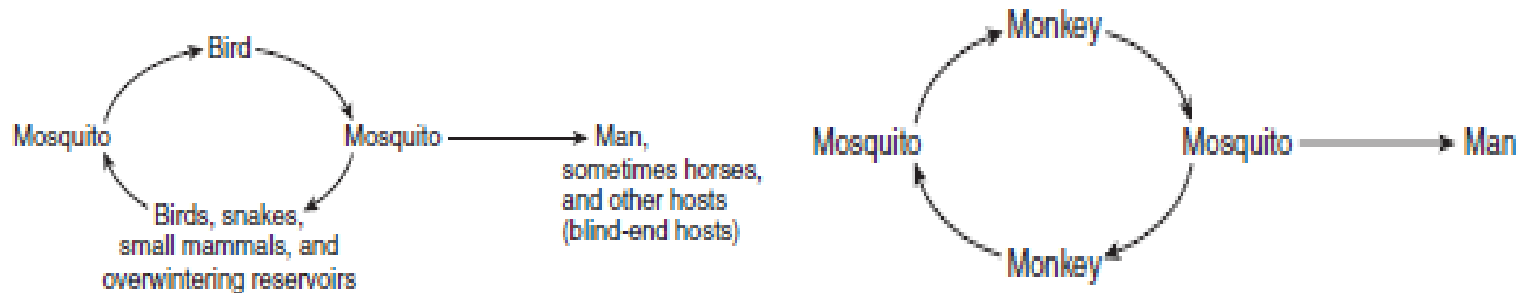 Bird
Mosquito
Mosquito
Man,
sometimes horses,
and other hosts
(blind-end hosts)
Birds, snakes,
small mammals, and
overwintering reservoirs
Monkey
Mosquito
Mosquito
Man
Monkey